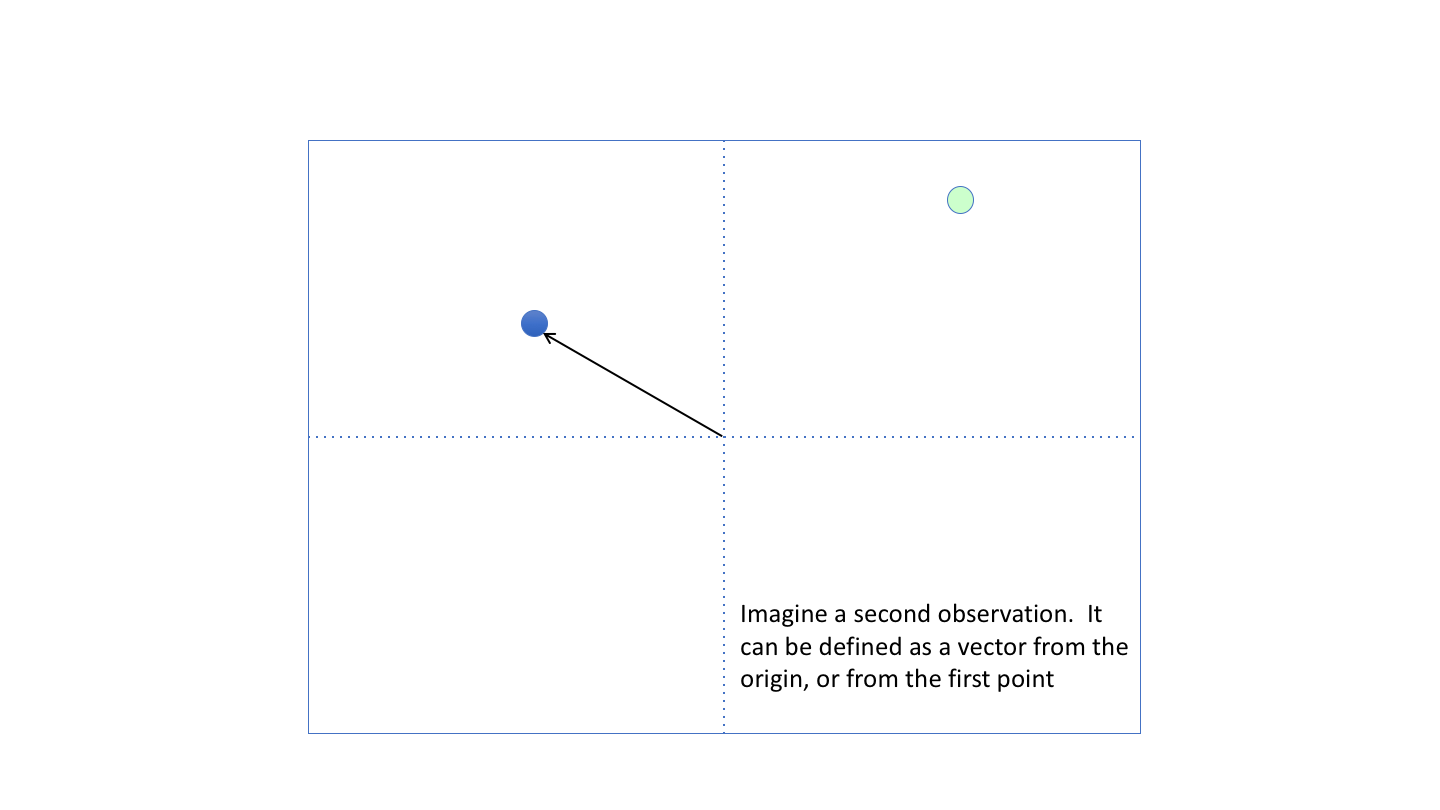 Imagine a second observation.  It
can be defined as a vector from the
origin, or from the first point